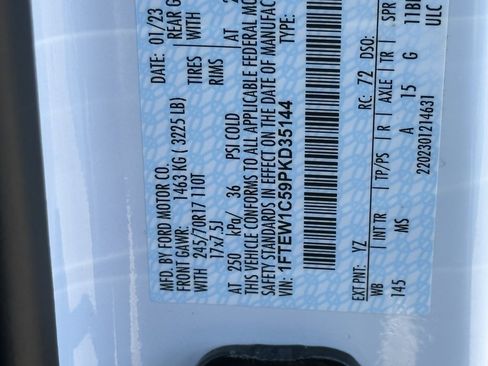 MFD. BY FORD MOTOR CO.
DATE: 01/23
FRONT GAWR: 1463 KG ( 3225 LB)
REAR G
WITH
WITH
245/70R17 110T
TIRES
17x7.5J
RIMS
AT 250 kPa/ 36 PSI COLD
AT
THIS VEHICLE CONFORMS TO ALL APPLICABLE FEDERAL MO
SAFETY STANDARDS IN EFFECT ON THE DATE OF MANUFAC
VIN: 1FTEW1C59PKD35144
TYPE:
EXT PNT: YZ
RC: 72
DSO:
WB
INT TR
TP/PS
R
AXLE
TR
SPR
145
MS
A
15
G
11B
2202301214631
ULC